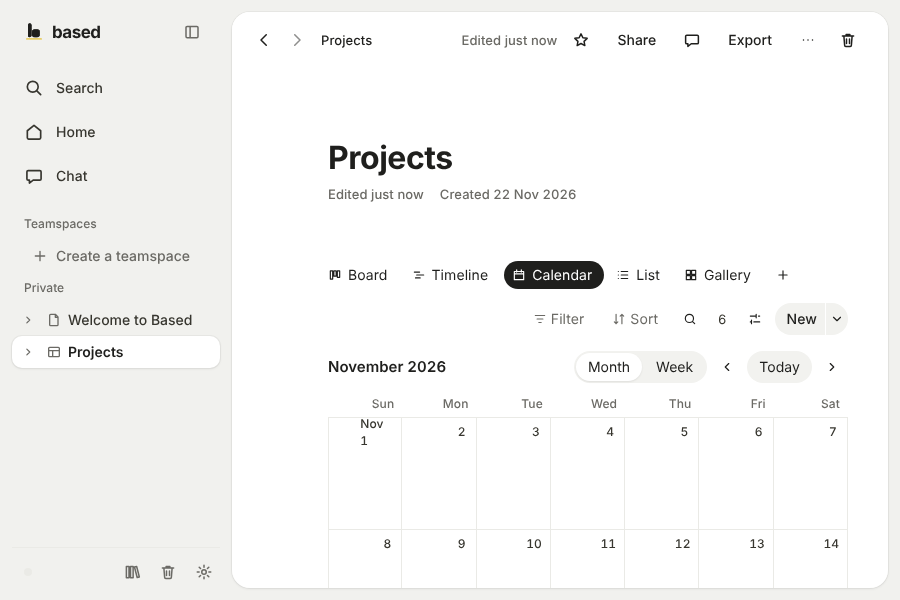 based
Search
Home
Chat
Teamspaces
Create a teamspace
Private
Welcome to Based
Projects
Projects
Edited just now
Share
Export
Projects
Edited just now Created 22 Nov 2026
Board Timeline Calendar List Gallery
Filter Sort 6 New
November 2026 Month Week Today
Sun Mon Tue Wed Thu Fri Sat
Nov 1 2 3 4 5 6 7
8 9 10 11 12 13 14